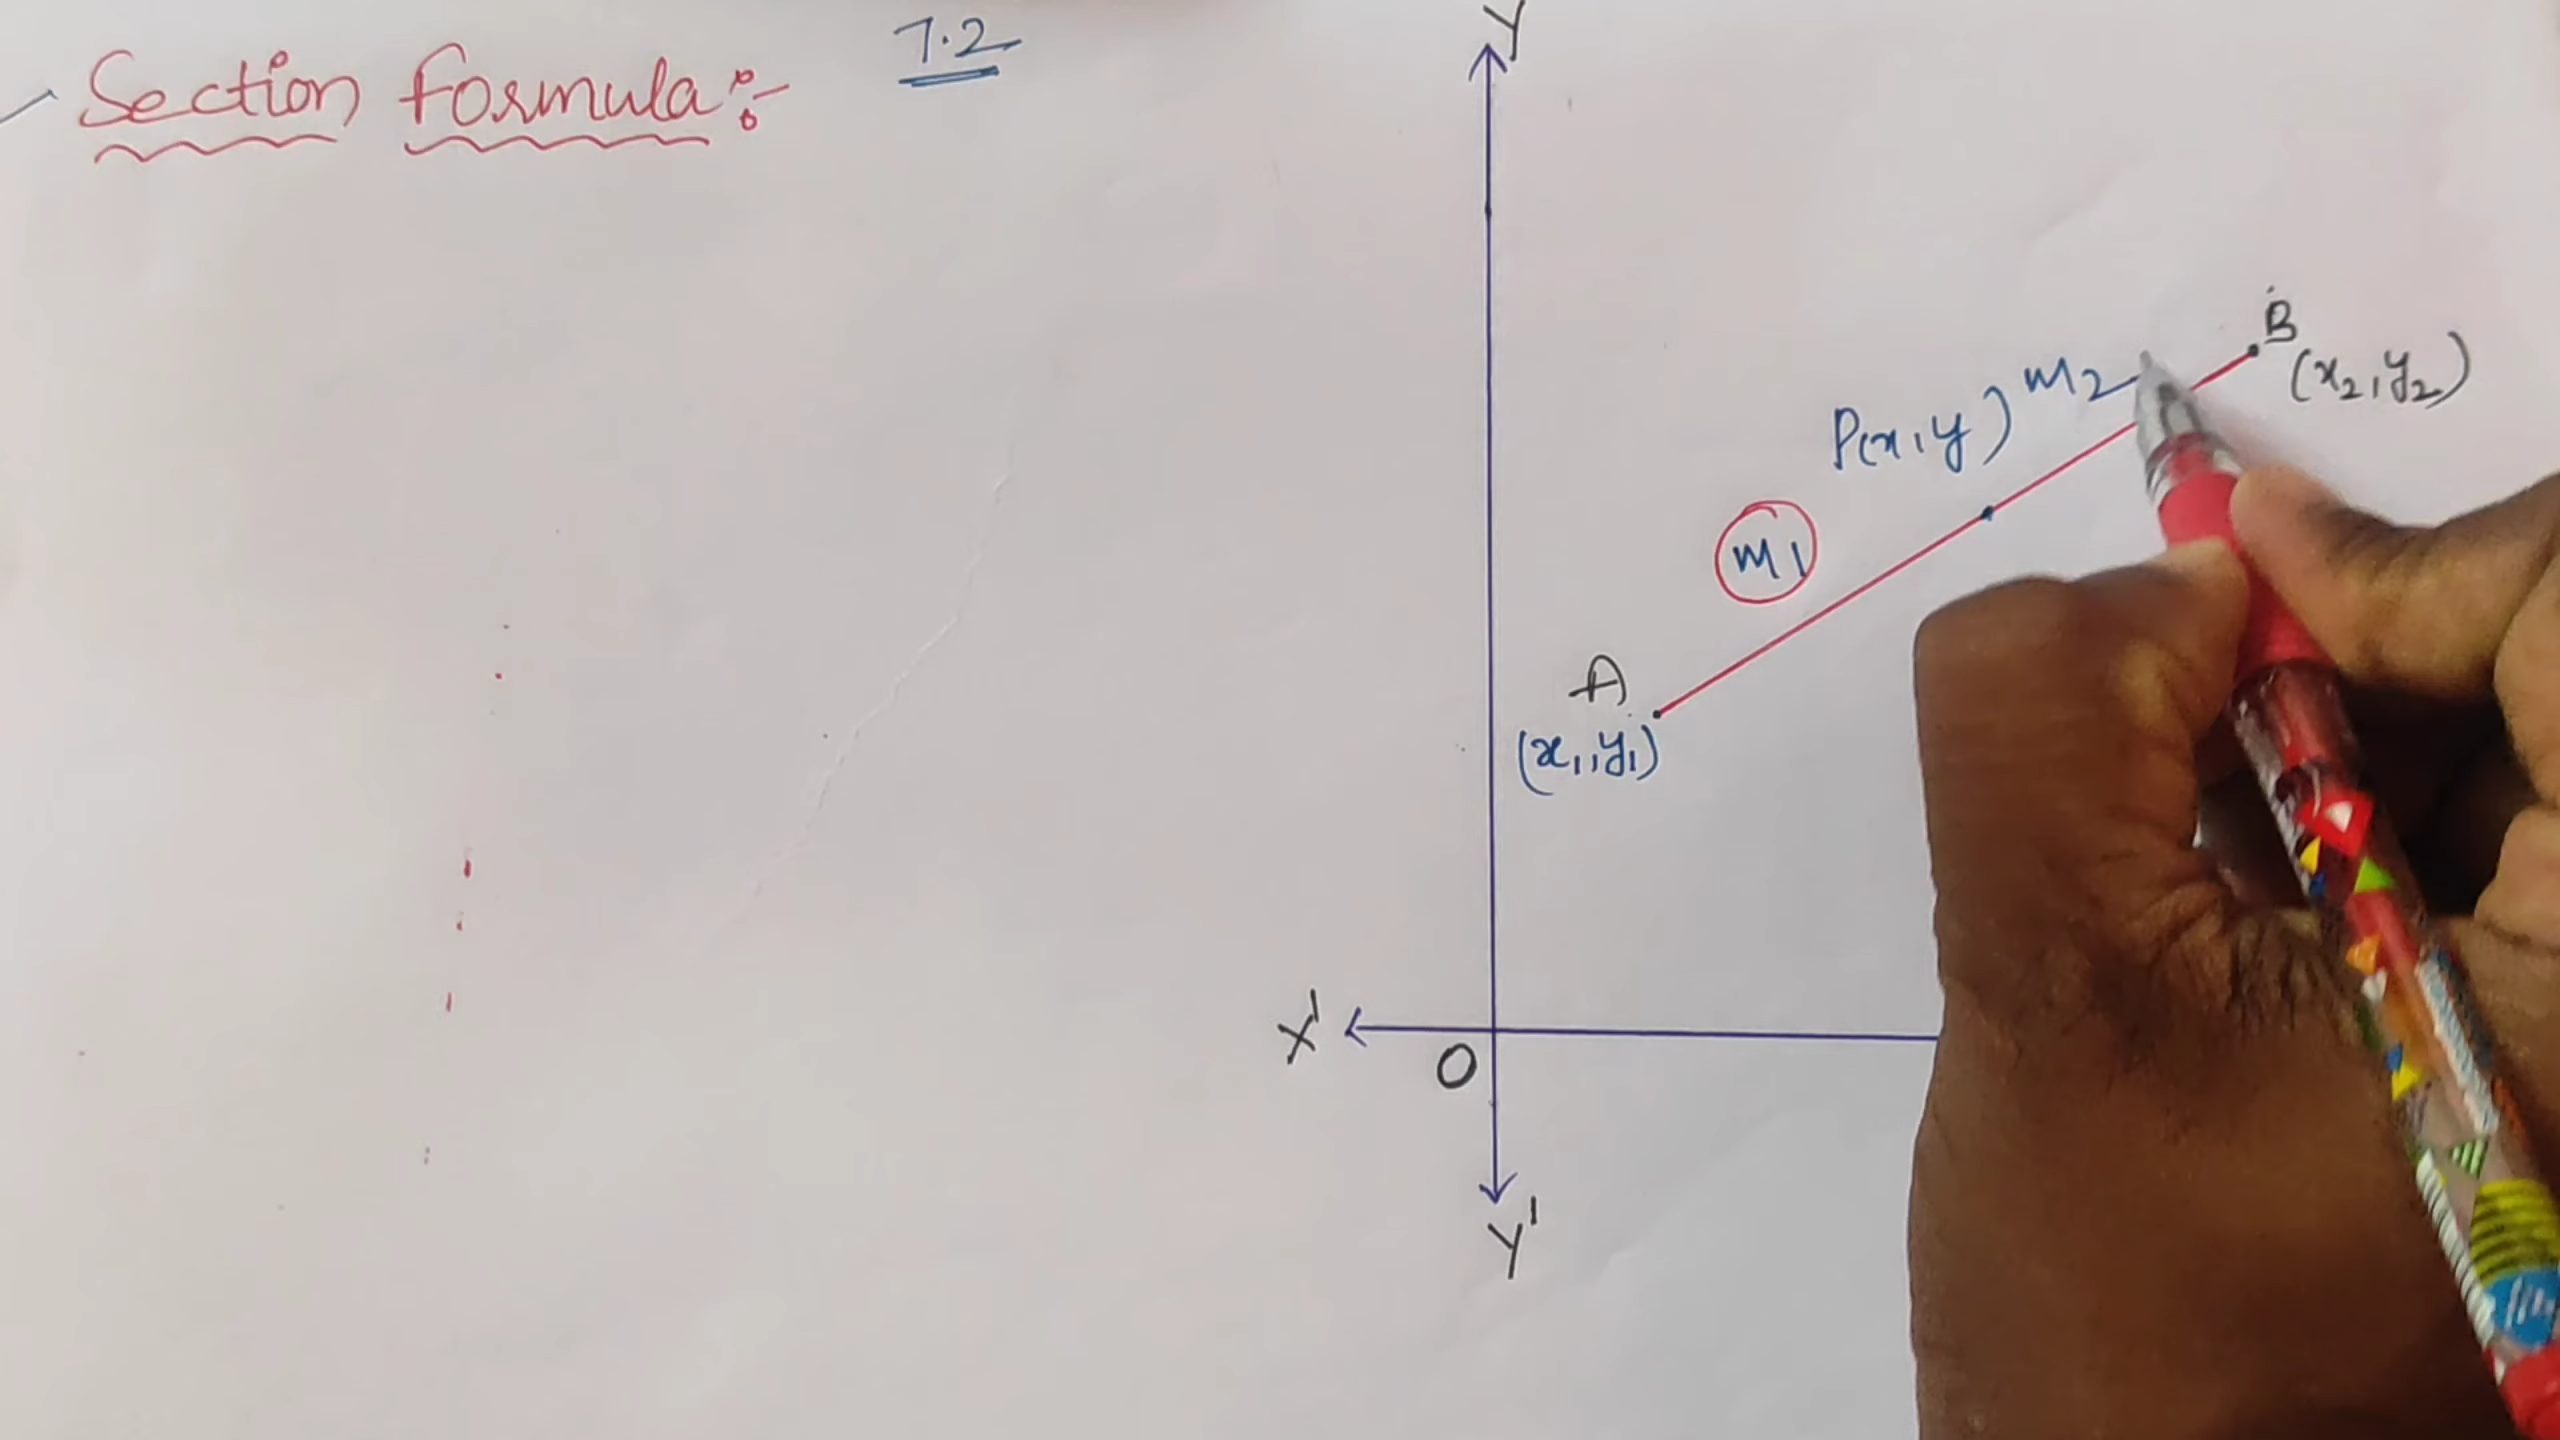 Section formula:-
7.2
Y
B
(x2, y2)
m2
P(x, y)
m1
A
(x1, y1)
X'
O
Y'